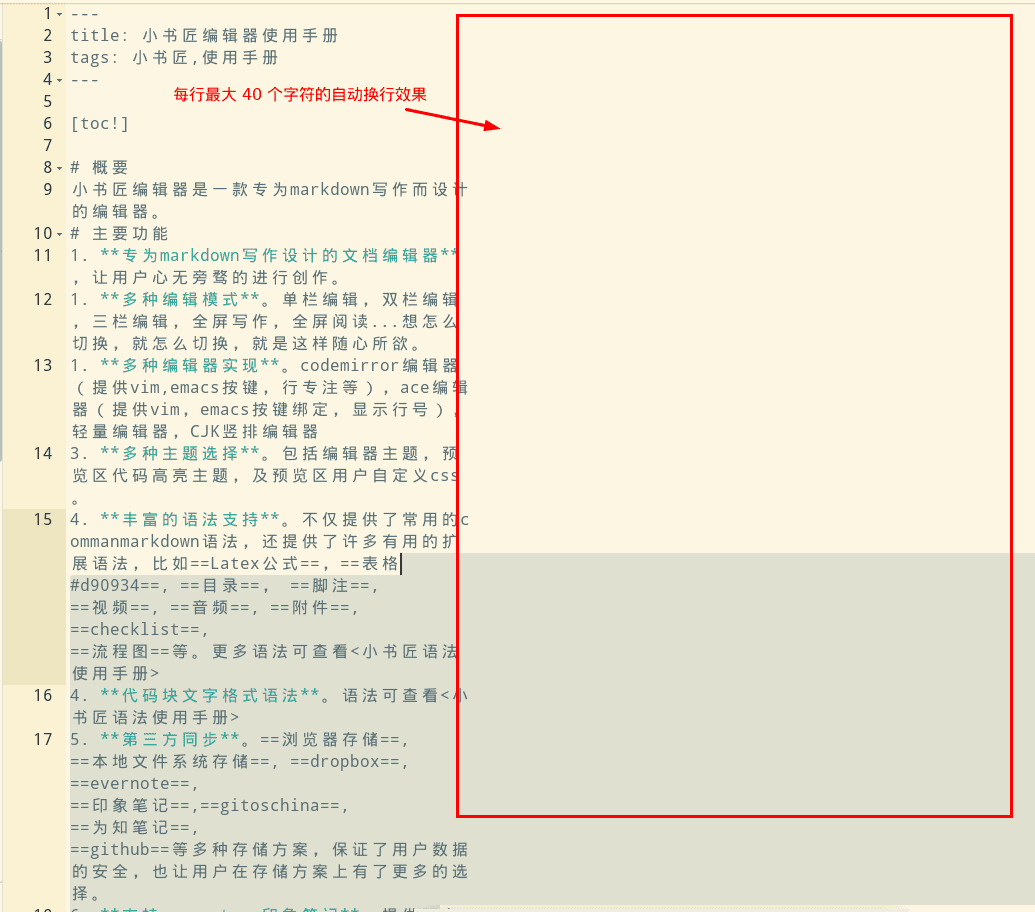 1 ---
2 title: 小书匠编辑器使用手册
3 tags: 小书匠,使用手册
4 ---
每行最大 40 个字符的自动换行效果
5
6 [toc!]
7
8 # 概要
9 小书匠编辑器是一款专为markdown写作而设计
的编辑器。
10 # 主要功能
11 1. **专为markdown写作设计的文档编辑器**
，让用户心无旁骛的进行创作。
12 1. **多种编辑模式**。单栏编辑，双栏编辑
，三栏编辑，全屏写作，全屏阅读...想怎么
切换，就怎么切换，就是这样随心所欲。
13 1. **多种编辑器实现**。codemirror编辑器
（提供vim,emacs按键，行专注等），ace编辑
器（提供vim，emacs按键绑定，显示行号），
轻量编辑器，CJK竖排编辑器
14 3. **多种主题选择**。包括编辑器主题，预
览区代码高亮主题，及预览区用户自定义css
。
15 4. **丰富的语法支持**。不仅提供了常用的c
ommanmarkdown语法，还提供了许多有用的扩
展语法，比如==Latex公式==，==表格
#d90934==，==目录==， ==脚注==，
==视频==，==音频==，==附件==，
==checklist==，
==流程图==等。更多语法可查看<小书匠语法
使用手册>
16 4. **代码块文字格式语法**。语法可查看<小
书匠语法使用手册>
17 5. **第三方同步**。==浏览器存储==，
==本地文件系统存储==，==dropbox==，
==evernote==，
==印象笔记==,==gitoschina==，
==为知笔记==，
==github==等多种存储方案，保证了用户数据
的安全，也让用户在存储方案上有了更多的选
择。